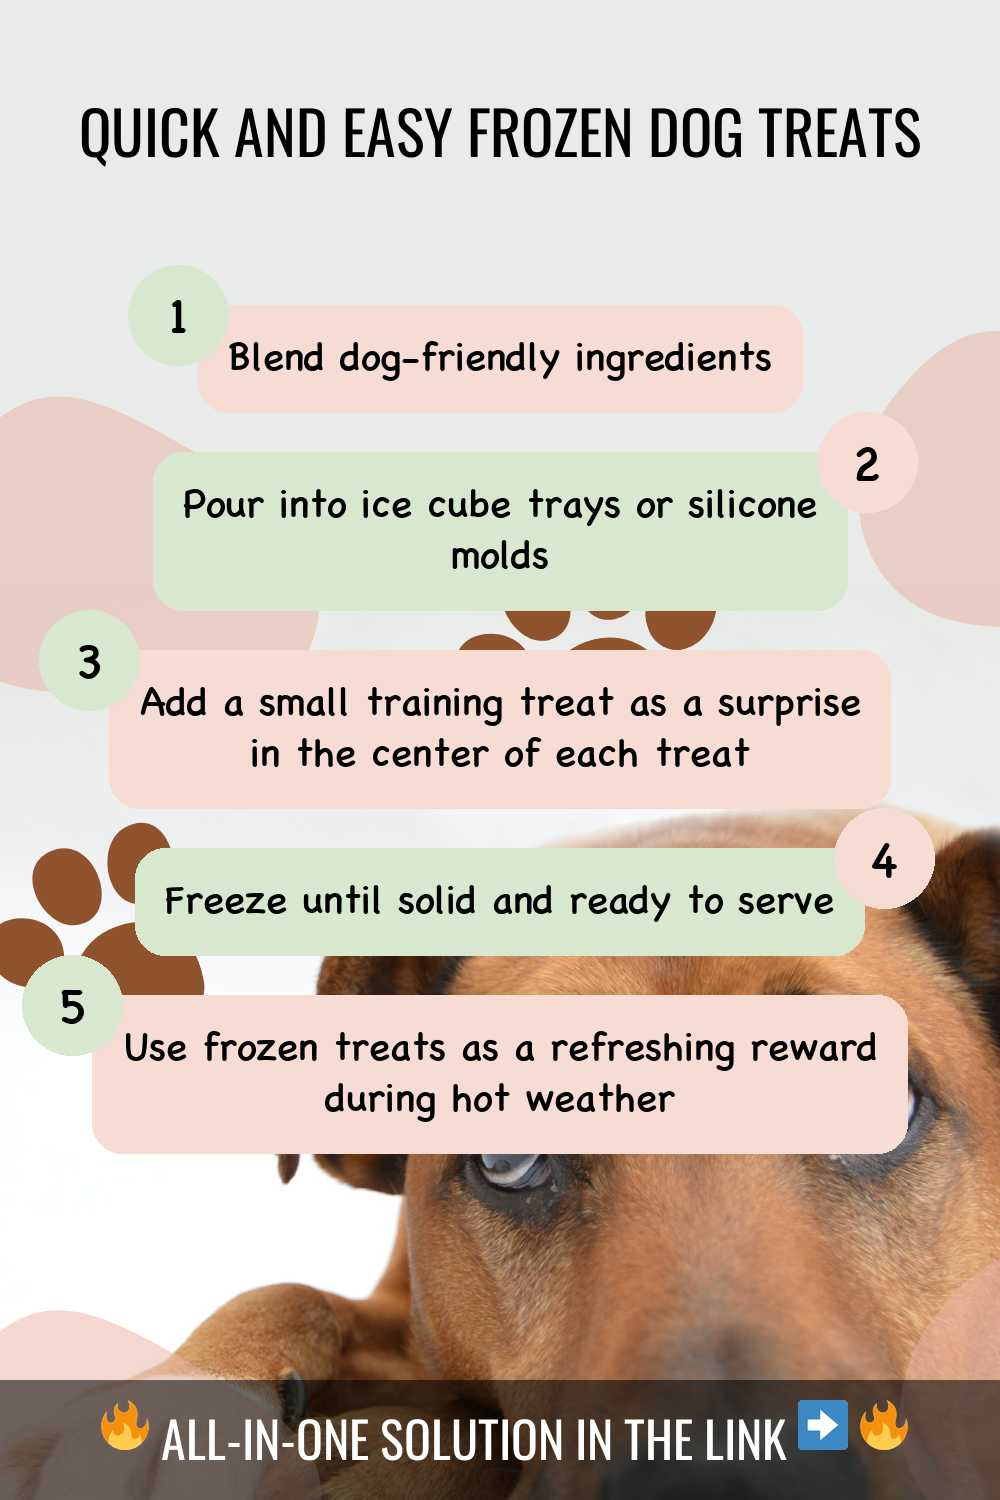 QUICK AND EASY FROZEN DOG TREATS
1
Blend dog-friendly ingredients
2
Pour into ice cube trays or silicone
molds
3
Add a small training treat as a surprise
in the center of each treat
4
Freeze until solid and ready to serve
5
Use frozen treats as a refreshing reward
during hot weather
🔥 ALL-IN-ONE SOLUTION IN THE LINK ➡️ 🔥